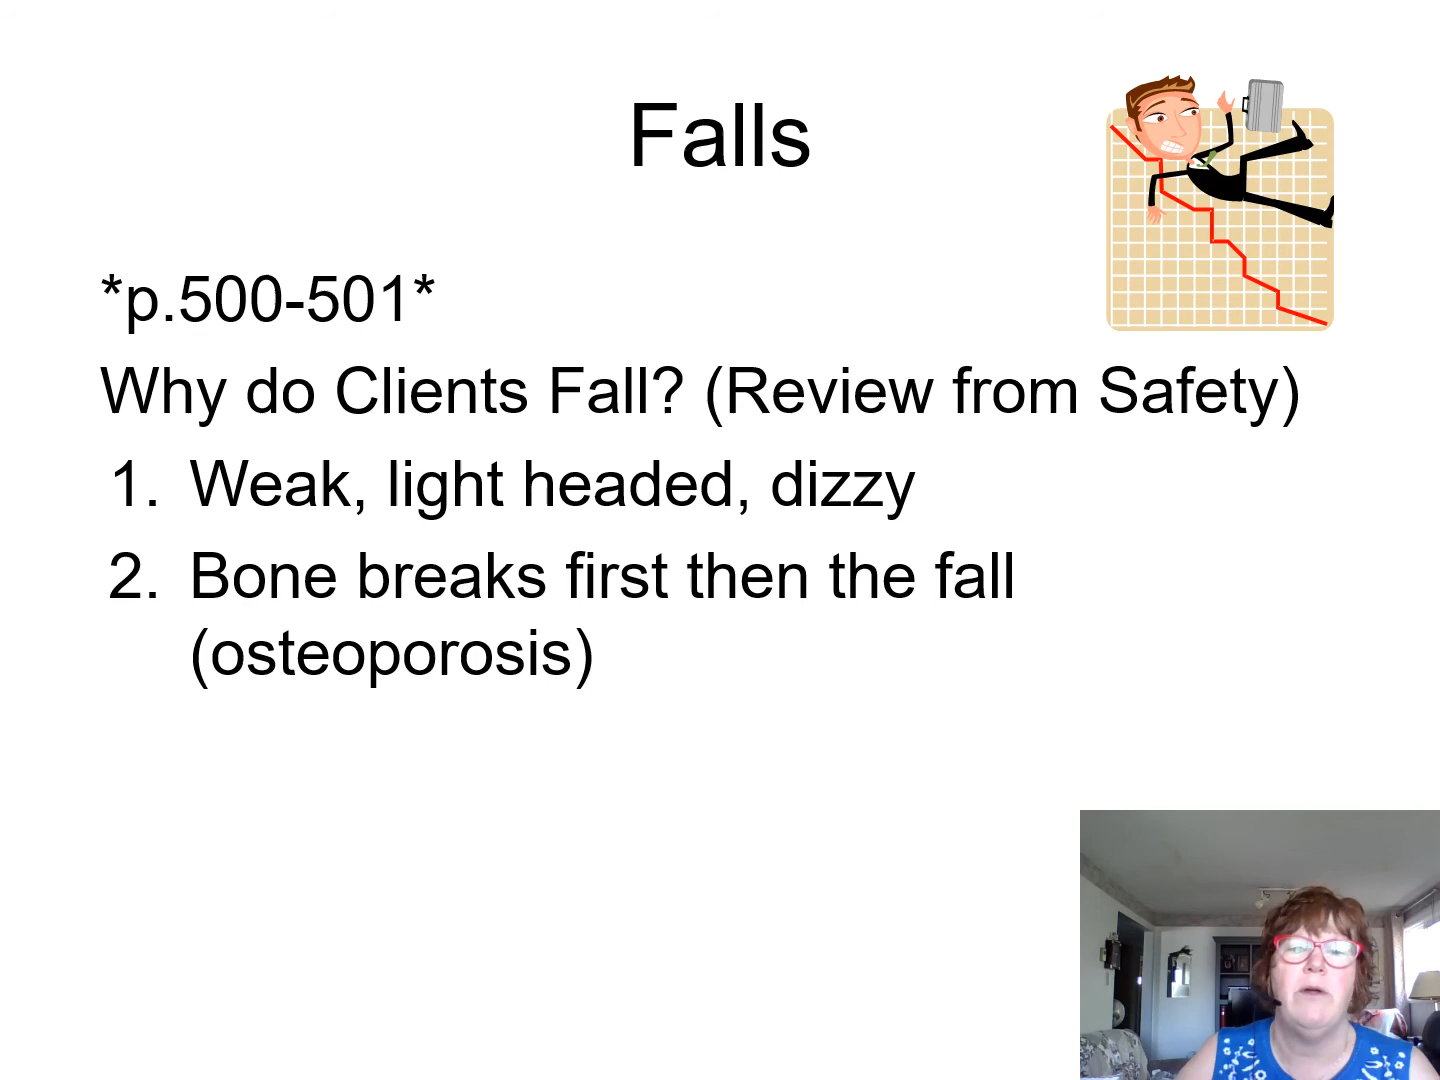 Falls
*p.500-501*
Why do Clients Fall? (Review from Safety)
1. Weak, light headed, dizzy
2. Bone breaks first then the fall
(osteoporosis)